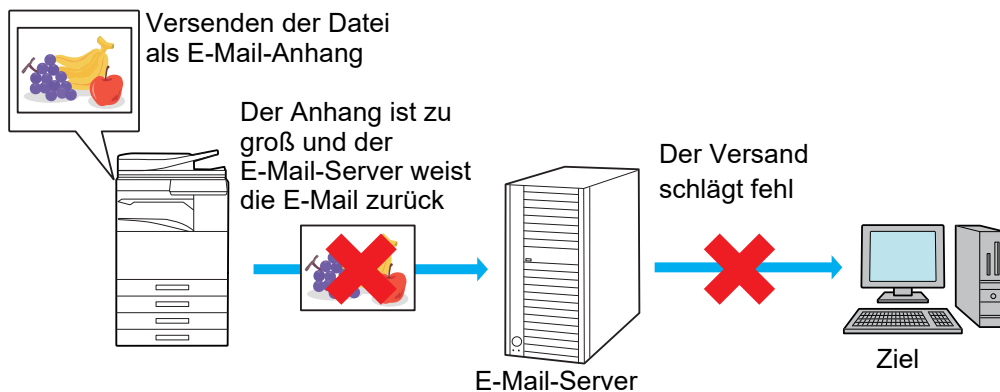 Versenden der Datei
als E-Mail-Anhang
Der Anhang ist zu
groß und der
E-Mail-Server weist
die E-Mail zurück
Der Versand
schlägt fehl
E-Mail-Server
Ziel